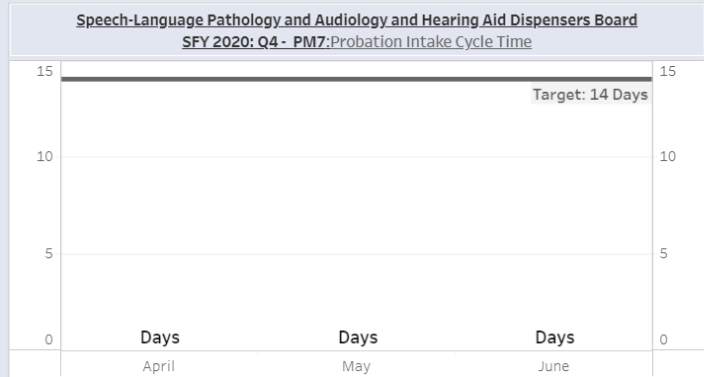 Speech-Language Pathology and Audiology and Hearing Aid Dispensers Board
SFY 2020: Q4 - PM7:Probation Intake Cycle Time
15 15
Target: 14 Days
10 10
5 5
0 Days Days Days 0
April May June